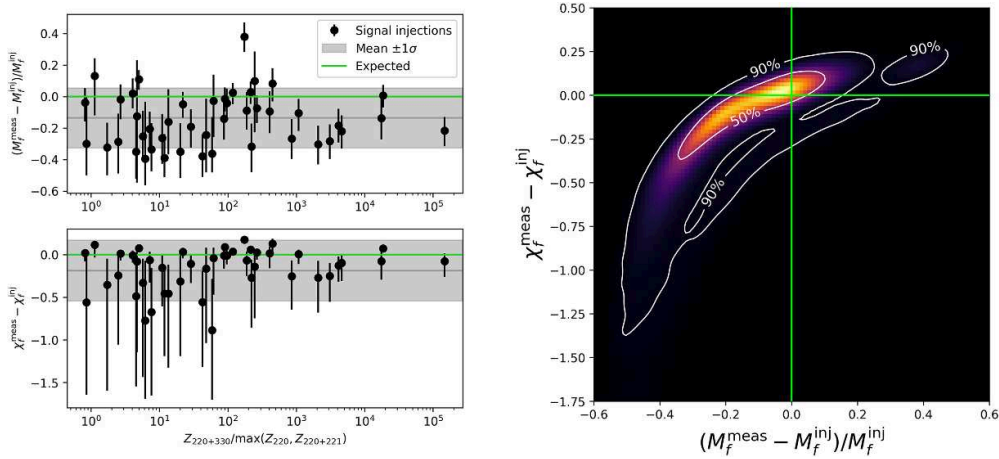 0.4
0.2
0.0
−0.2
−0.4
−0.6
(M_f^meas − M_f^inj)/M_f^inj
Signal injections
Mean ±1σ
Expected
10^0 10^1 10^2 10^3 10^4 10^5
0.0
−0.5
−1.0
−1.5
χ_f^meas − χ_f^inj
10^0 10^1 10^2 10^3 10^4 10^5
Z_220+330/max(Z_220, Z_220+221)
0.50
0.25
0.00
−0.25
−0.50
−0.75
−1.00
−1.25
−1.50
−1.75
χ_f^meas − χ_f^inj
90%
90%
50%
90%
−0.6 −0.4 −0.2 0.0 0.2 0.4 0.6
(M_f^meas − M_f^inj)/M_f^inj